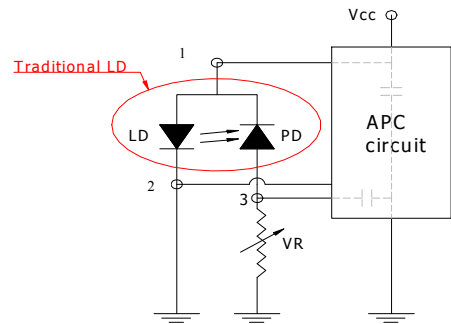 Vcc
1
Traditional LD
APC
circuit
LD
PD
2
3
VR